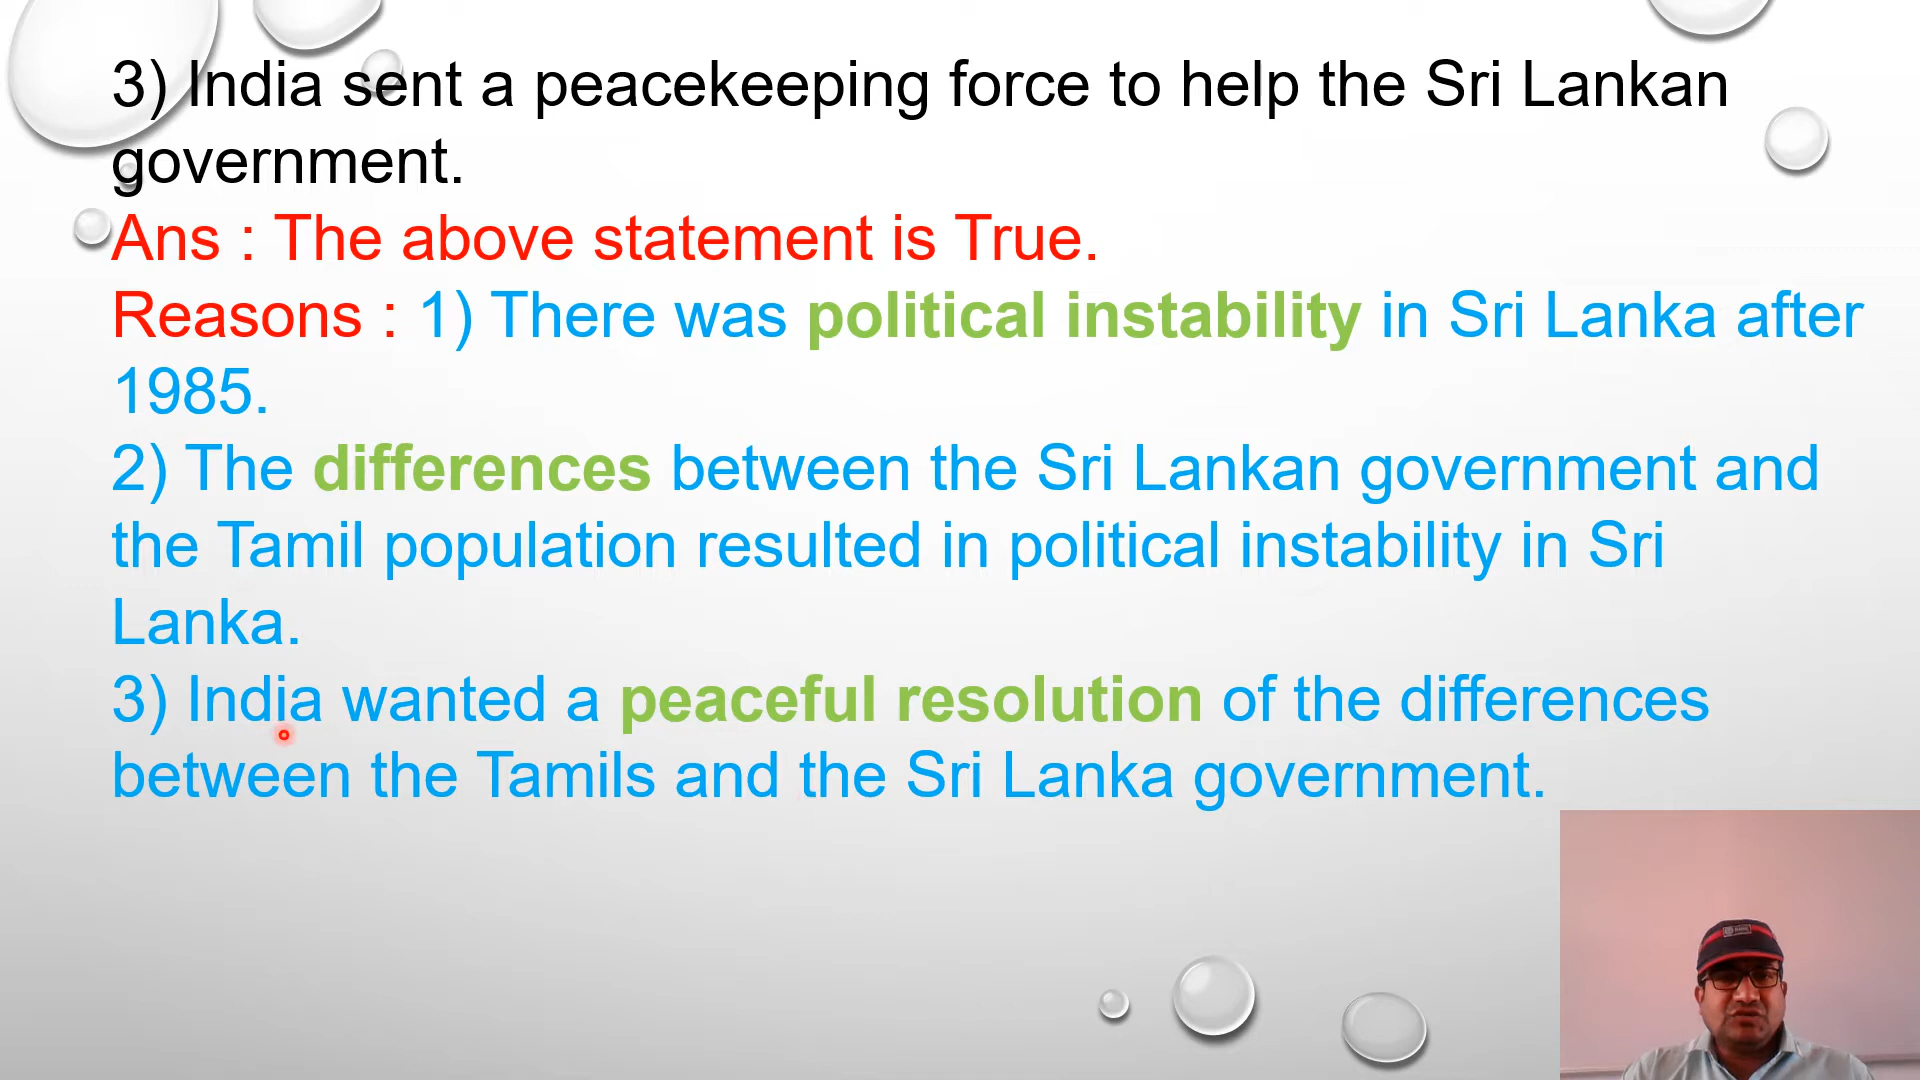 3) India sent a peacekeeping force to help the Sri Lankan
government.
Ans : The above statement is True.
Reasons : 1) There was political instability in Sri Lanka after
1985.
2) The differences between the Sri Lankan government and
the Tamil population resulted in political instability in Sri
Lanka.
3) India wanted a peaceful resolution of the differences
between the Tamils and the Sri Lanka government.